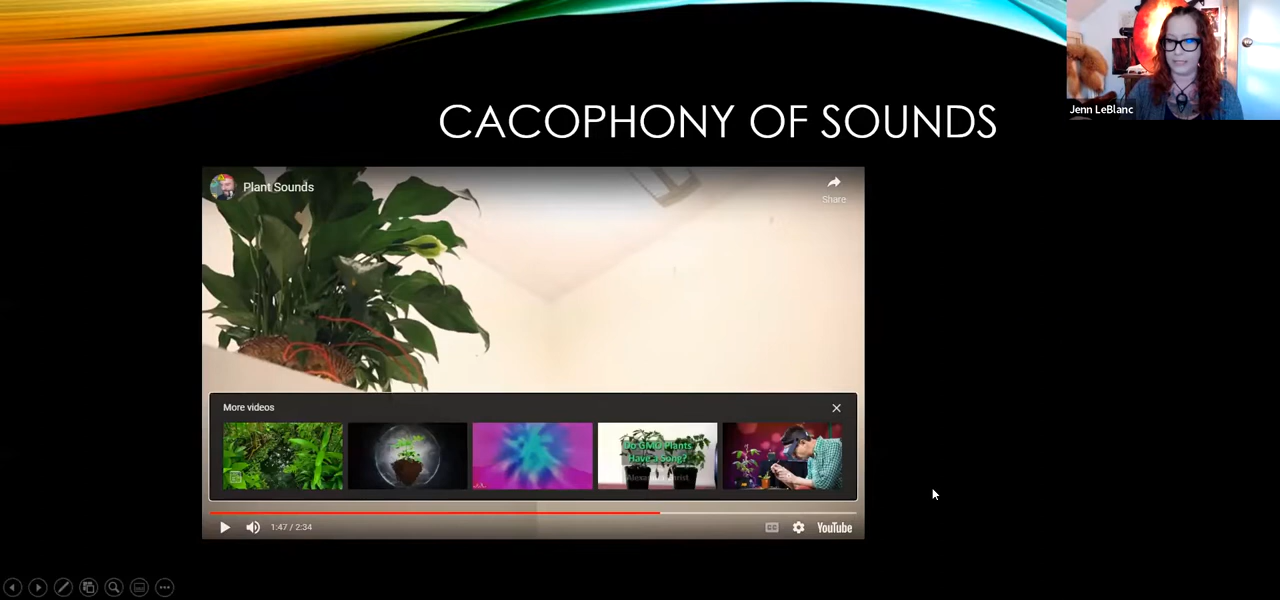 CACOPHONY OF SOUNDS
Jenn LeBlanc
Plant Sounds
Share
More videos
Do GMO Plants
Have a Song?
1:47 / 2:34
CC
YouTube